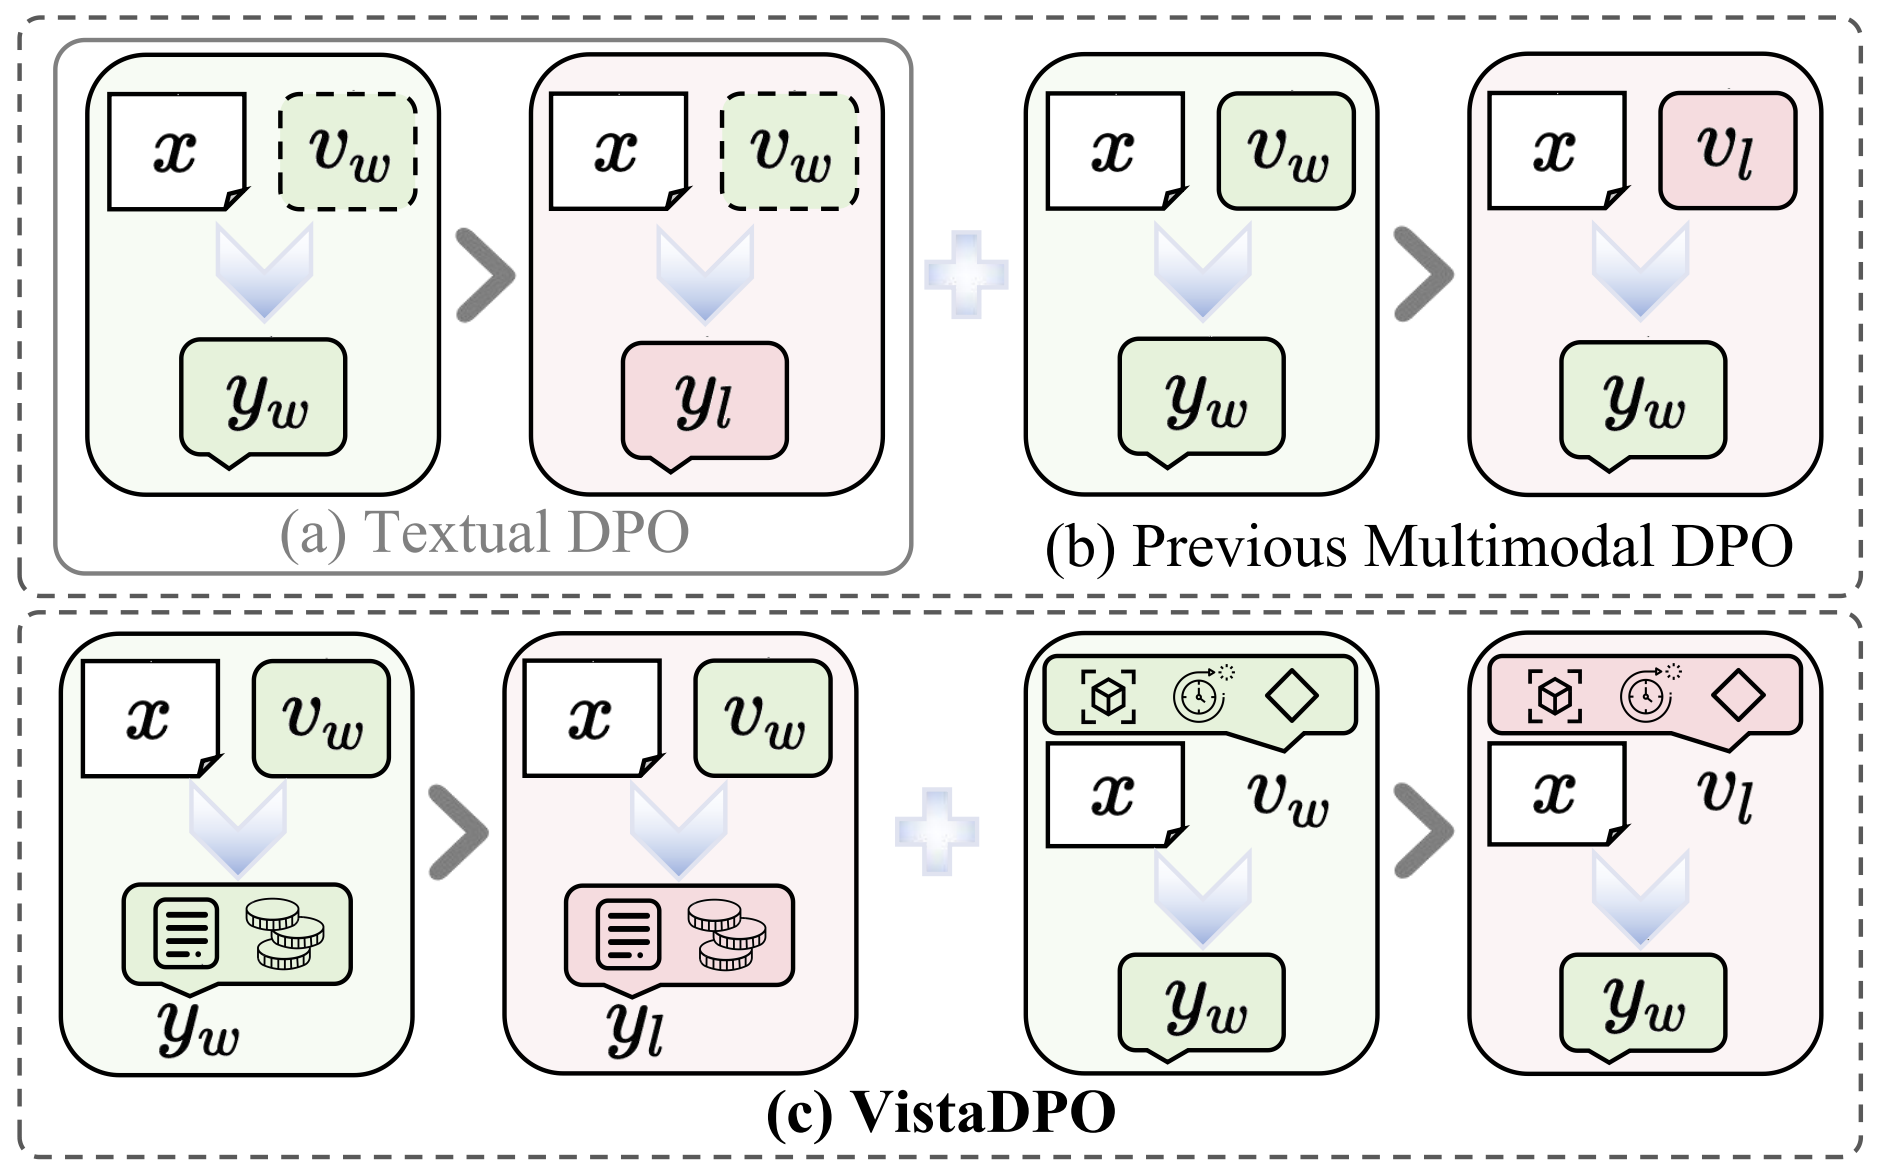 x v_w x v_w x v_w x v_l
> + >
y_w y_l y_w y_w
(a) Textual DPO
(b) Previous Multimodal DPO
x v_w x v_w
x v_w x v_l
> + >
y_w y_w
y_w y_l
(c) VistaDPO